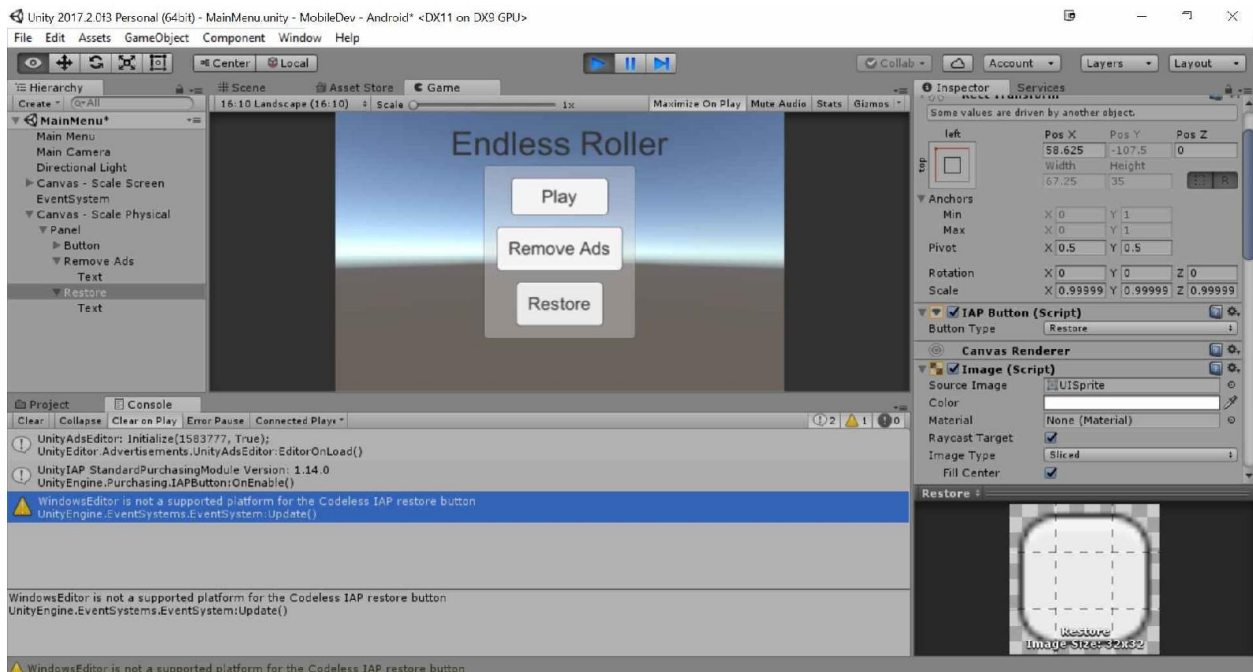 Unity 2017.2.0f3 Personal (64bit) - MainMenu.unity - MobileDev - Android* <DX11 on DX9 GPU>
File Edit Assets GameObject Component Window Help
Center Local Collab Account Layers Layout
Hierarchy
Create All
MainMenu*
Main Menu
Main Camera
Directional Light
Canvas - Scale Screen
EventSystem
Canvas - Scale Physical
Panel
Button
Remove Ads
Text
Restore
Text
Scene Asset Store Game
16:10 Landscape (16:10) Scale 1x Maximize On Play Mute Audio Stats Gizmos
Endless Roller
Play
Remove Ads
Restore
Inspector Services
Some values are driven by another object.
left Pos X Pos Y Pos Z
top 58.625 -107.5 0
Width Height
67.25 35 R
Anchors
Min X 0 Y 1
Max X 0 Y 1
Pivot X 0.5 Y 0.5
Rotation X 0 Y 0 Z 0
Scale X 0.99999 Y 0.99999 Z 0.99999
IAP Button (Script)
Button Type Restore
Canvas Renderer
Image (Script)
Source Image UISprite
Color
Material None (Material)
Raycast Target
Image Type Sliced
Fill Center
Restore
Restore
Image Size: 32x32
Project Console
Clear Collapse Clear on Play Error Pause Connected Playe 2 1 0
UnityAdsEditor: Initialize(1583777, True);
UnityEditor.Advertisements.UnityAdsEditor:EditorOnLoad()
UnityIAP StandardPurchasingModule Version: 1.14.0
UnityEngine.Purchasing.IAPButton:OnEnable()
WindowsEditor is not a supported platform for the Codeless IAP restore button
UnityEngine.EventSystems.EventSystem:Update()
WindowsEditor is not a supported platform for the Codeless IAP restore button
UnityEngine.EventSystems.EventSystem:Update()
WindowsEditor is not a supported platform for the Codeless IAP restore button